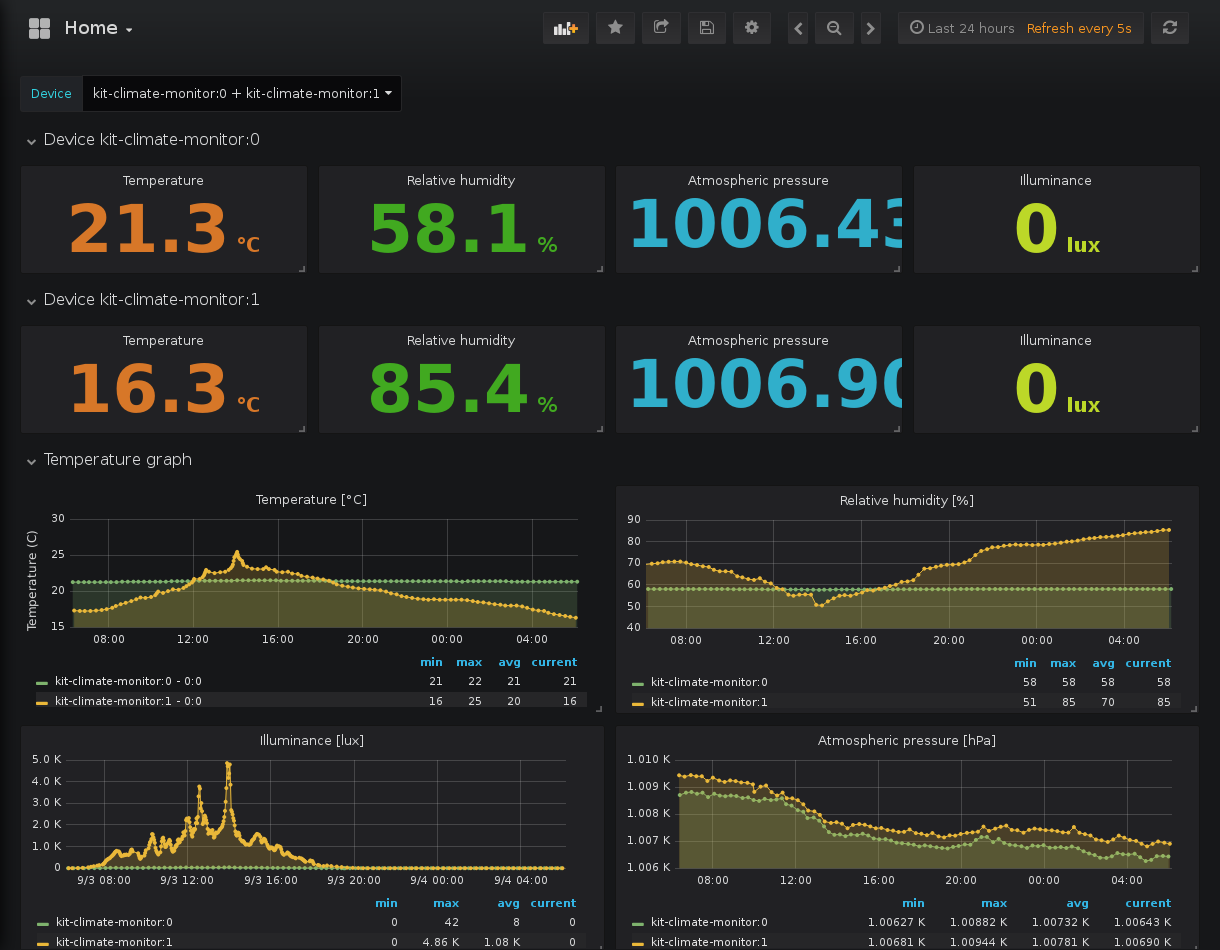 Home
Last 24 hours Refresh every 5s
Device kit-climate-monitor:0 + kit-climate-monitor:1
Device kit-climate-monitor:0
Temperature Relative humidity Atmospheric pressure Illuminance
21.3 °C 58.1 % 1006.43 0 lux
Device kit-climate-monitor:1
Temperature Relative humidity Atmospheric pressure Illuminance
16.3 °C 85.4 % 1006.90 0 lux
Temperature graph
Temperature [°C]
Temperature (C)
30
25
20
15
08:00 12:00 16:00 20:00 00:00 04:00
min max avg current
kit-climate-monitor:0 - 0:0 21 22 21 21
kit-climate-monitor:1 - 0:0 16 25 20 16
Relative humidity [%]
90
80
70
60
50
40
08:00 12:00 16:00 20:00 00:00 04:00
min max avg current
kit-climate-monitor:0 58 58 58 58
kit-climate-monitor:1 51 85 70 85
Illuminance [lux]
5.0 K
4.0 K
3.0 K
2.0 K
1.0 K
0
9/3 08:00 9/3 12:00 9/3 16:00 9/3 20:00 9/4 00:00 9/4 04:00
min max avg current
kit-climate-monitor:0 0 42 8 0
kit-climate-monitor:1 0 4.86 K 1.08 K 0
Atmospheric pressure [hPa]
1.010 K
1.009 K
1.008 K
1.007 K
1.006 K
08:00 12:00 16:00 20:00 00:00 04:00
min max avg current
kit-climate-monitor:0 1.00627 K 1.00882 K 1.00732 K 1.00643 K
kit-climate-monitor:1 1.00681 K 1.00944 K 1.00781 K 1.00690 K